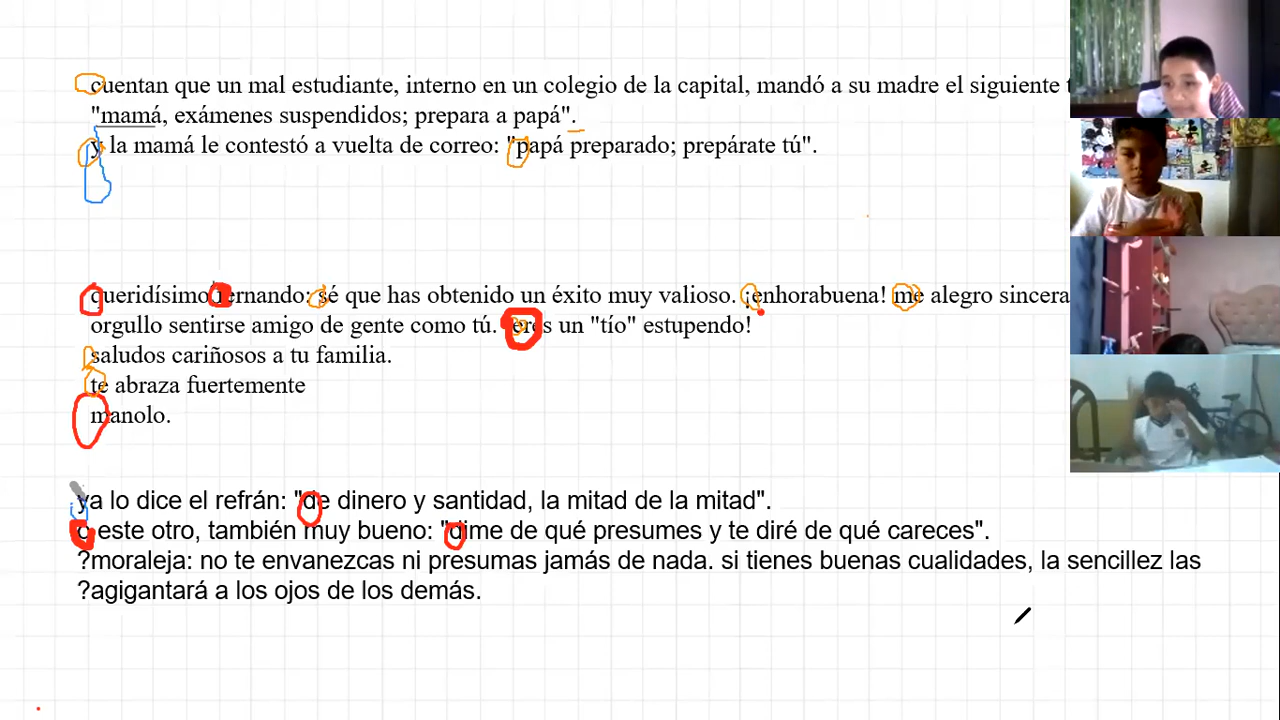 cuentan que un mal estudiante, interno en un colegio de la capital, mandó a su madre el siguiente
"mamá, exámenes suspendidos; prepara a papá".
y la mamá le contestó a vuelta de correo: "papá preparado; prepárate tú".
queridísimo fernando: sé que has obtenido un éxito muy valioso. ¡enhorabuena! me alegro
orgullo sentirse amigo de gente como tú. eres un "tío" estupendo!
saludos cariñosos a tu familia.
te abraza fuertemente
manolo.
ya lo dice el refrán: "de dinero y santidad, la mitad de la mitad".
o este otro, también muy bueno: "dime de qué presumes y te diré de qué careces".
?moraleja: no te envanezcas ni presumas jamás de nada. si tienes buenas cualidades, la sencillez las
?agigantará a los ojos de los demás.